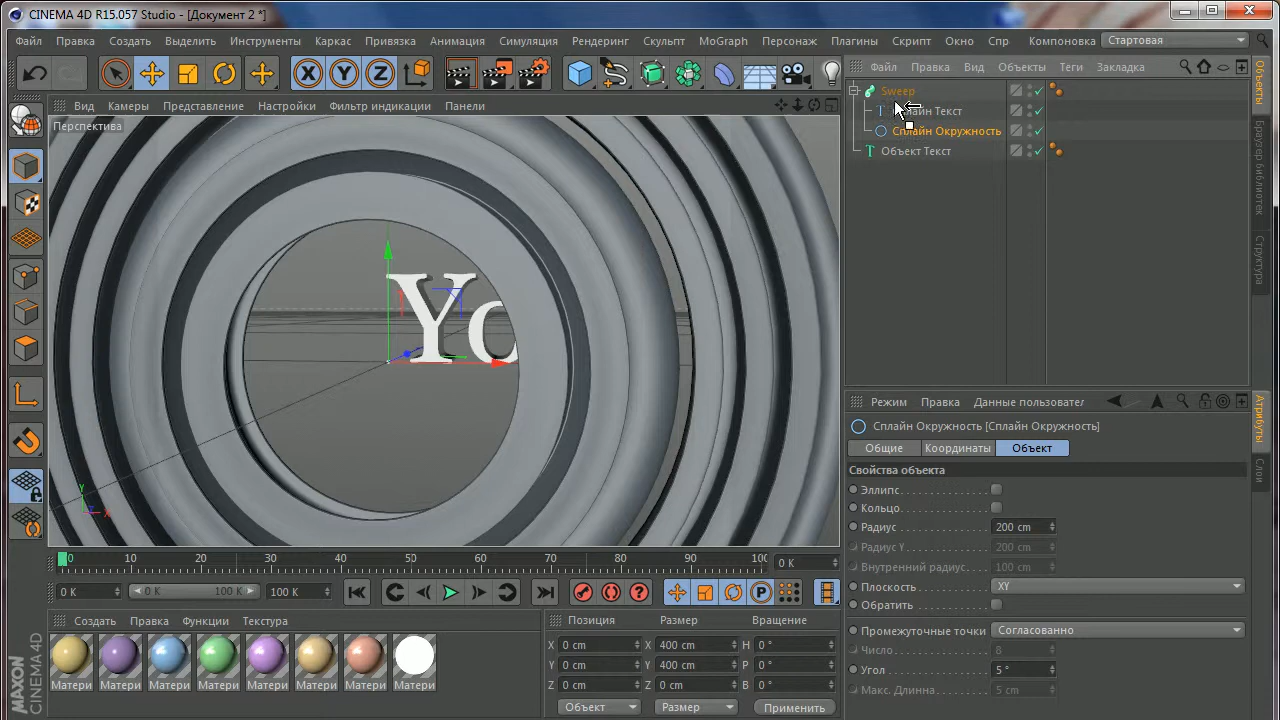 CINEMA 4D R15.057 Studio - [Документ 2 *]
Файл Правка Создать Выделить Инструменты Каркас Привязка Анимация Симуляция Рендеринг Скульпт MoGraph Персонаж Плагины Скрипт Окно Спр Компоновка Стартовая
Файл Правка Вид Объекты Теги Закладка
Sweep
Текст
Сплайн Окружность
Объект Текст
Объекты
Браузер библиотек
Структура
X Y Z
Вид Камеры Представление Настройки Фильтр индикации Панели
Перспектива
Yo
Y
X
Режим Правка Данные пользовател
Сплайн Окружность [Сплайн Окружность]
Общие Координаты Объект
Свойства объекта
Эллипс
Кольцо
Радиус 200 cm
Радиус Y 200 cm
Внутренний радиус 100 cm
Плоскость XY
Обратить
Промежуточные точки Согласованно
Число 8
Угол 5 °
Макс. Длинна 5 cm
Атрибуты
Слои
0 10 20 30 40 50 60 70 80 90 100 0 K
0 K 0 K 100 K 100 K
P
Создать Правка Функции Текстура
Матери Матери Матери Матери Матери Матери Матери Матери
Позиция Размер Вращение
X 0 cm X 400 cm H 0 °
Y 0 cm Y 400 cm P 0 °
Z 0 cm Z 0 cm B 0 °
Объект Размер Применить
MAXON
CINEMA 4D